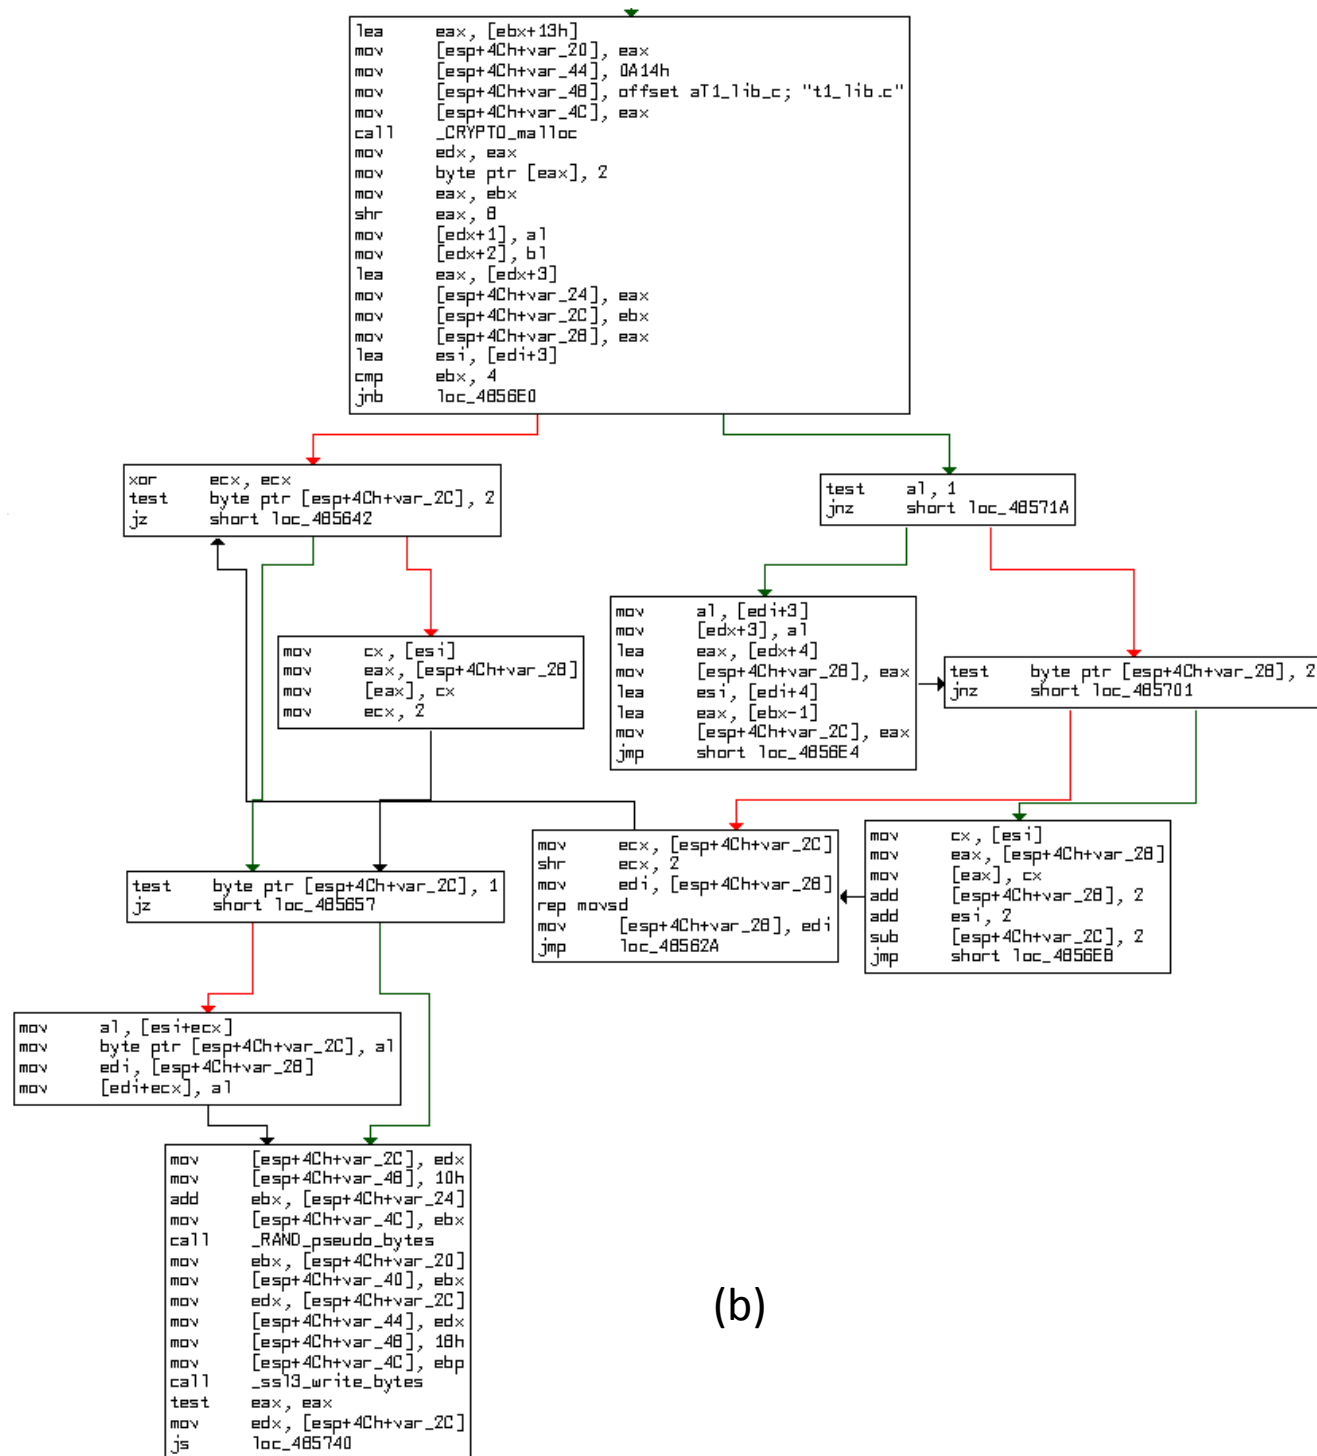 lea eax, [ebx+13h]
mov [esp+4Ch+var_20], eax
mov [esp+4Ch+var_44], 0A14h
mov [esp+4Ch+var_48], offset aT1_lib_c; "t1_lib.c"
mov [esp+4Ch+var_4C], eax
call _CRYPTO_malloc
mov edx, eax
mov byte ptr [eax], 2
mov eax, ebx
shr eax, 8
mov [edx+1], al
mov [edx+2], bl
lea eax, [edx+3]
mov [esp+4Ch+var_24], eax
mov [esp+4Ch+var_2C], ebx
mov [esp+4Ch+var_28], eax
lea esi, [edi+3]
cmp ebx, 4
jnb loc_4856E0
xor ecx, ecx
test byte ptr [esp+4Ch+var_2C], 2
jz short loc_485642
test al, 1
jnz short loc_48571A
mov cx, [esi]
mov eax, [esp+4Ch+var_28]
mov [eax], cx
mov ecx, 2
mov al, [edi+3]
mov [edx+3], al
lea eax, [edx+4]
mov [esp+4Ch+var_28], eax
lea esi, [edi+4]
lea eax, [ebx-1]
mov [esp+4Ch+var_2C], eax
jmp short loc_4856E4
test byte ptr [esp+4Ch+var_28], 2
jnz short loc_485701
test byte ptr [esp+4Ch+var_2C], 1
jz short loc_485657
mov ecx, [esp+4Ch+var_2C]
shr ecx, 2
mov edi, [esp+4Ch+var_28]
rep movsd
mov [esp+4Ch+var_28], edi
jmp loc_48562A
mov cx, [esi]
mov eax, [esp+4Ch+var_28]
mov [eax], cx
add [esp+4Ch+var_28], 2
add esi, 2
sub [esp+4Ch+var_2C], 2
jmp short loc_4856EB
mov al, [esi+ecx]
mov byte ptr [esp+4Ch+var_2C], al
mov edi, [esp+4Ch+var_28]
mov [edi+ecx], al
mov [esp+4Ch+var_2C], edx
mov [esp+4Ch+var_48], 10h
add ebx, [esp+4Ch+var_24]
mov [esp+4Ch+var_4C], ebx
call _RAND_pseudo_bytes
mov ebx, [esp+4Ch+var_20]
mov [esp+4Ch+var_40], ebx
mov edx, [esp+4Ch+var_2C]
mov [esp+4Ch+var_44], edx
mov [esp+4Ch+var_48], 18h
mov [esp+4Ch+var_4C], ebp
call _ssl3_write_bytes
test eax, eax
mov edx, [esp+4Ch+var_2C]
js loc_485740
(b)